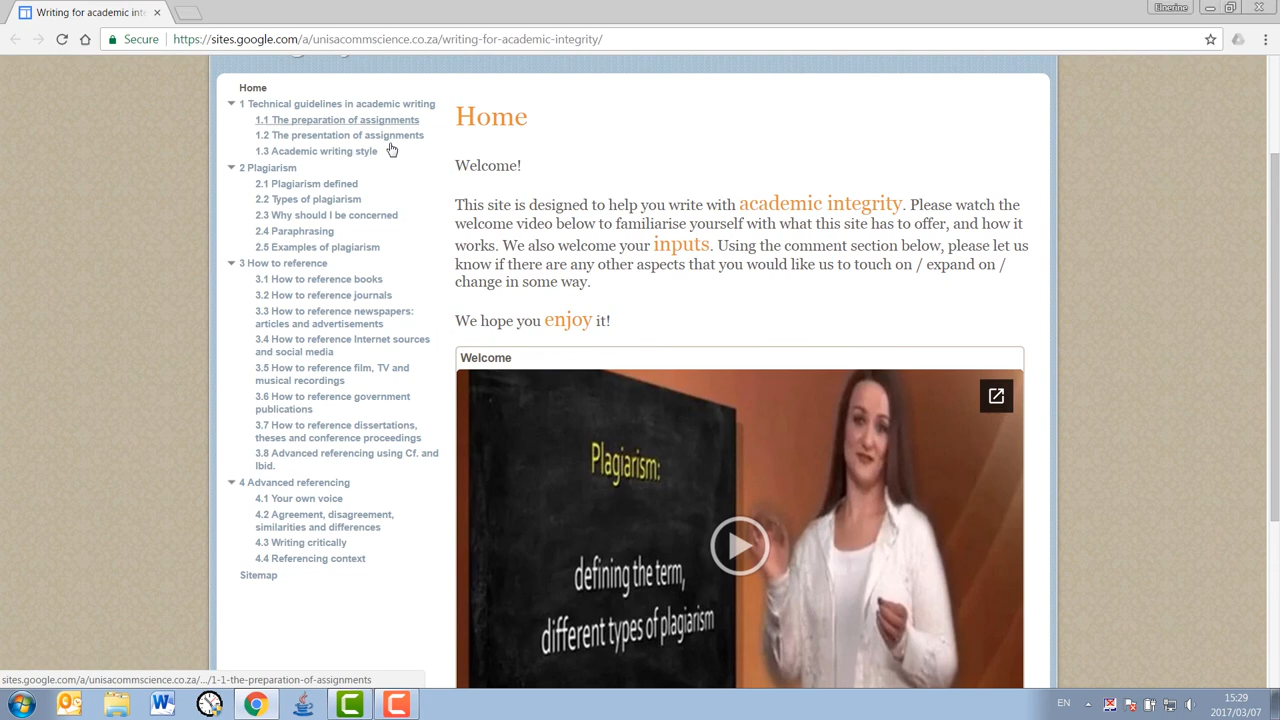 Writing for academic inte
Elnerine
Secure
https://sites.google.com/a/unisacommscience.co.za/writing-for-academic-integrity/
Home
1 Technical guidelines in academic writing
1.1 The preparation of assignments
1.2 The presentation of assignments
1.3 Academic writing style
2 Plagiarism
2.1 Plagiarism defined
2.2 Types of plagiarism
2.3 Why should I be concerned
2.4 Paraphrasing
2.5 Examples of plagiarism
3 How to reference
3.1 How to reference books
3.2 How to reference journals
3.3 How to reference newspapers:
articles and advertisements
3.4 How to reference Internet sources
and social media
3.5 How to reference film, TV and
musical recordings
3.6 How to reference government
publications
3.7 How to reference dissertations,
theses and conference proceedings
3.8 Advanced referencing using Cf. and
Ibid.
4 Advanced referencing
4.1 Your own voice
4.2 Agreement, disagreement,
similarities and differences
4.3 Writing critically
4.4 Referencing context
Sitemap
Home
Welcome!
This site is designed to help you write with academic integrity. Please watch the
welcome video below to familiarise yourself with what this site has to offer, and how it
works. We also welcome your inputs. Using the comment section below, please let us
know if there are any other aspects that you would like us to touch on / expand on /
change in some way.
We hope you enjoy it!
Welcome
Plagiarism:
defining the term,
different types of plagiarism
sites.google.com/a/unisacommscience.co.za/.../1-1-the-preparation-of-assignments
EN
15:29
2017/03/07